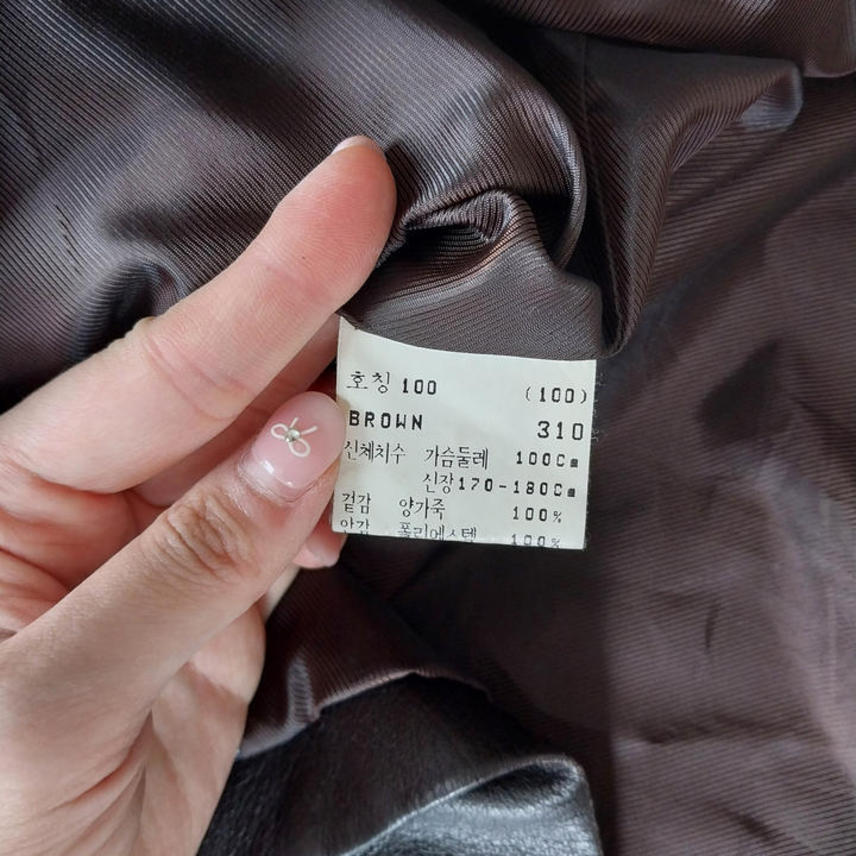 호칭 100 (100)
BROWN 310
신체치수 가슴둘레 100Cm
신장 170-180Cm
겉감 양가죽 100%
안감 폴리에스텔 100%